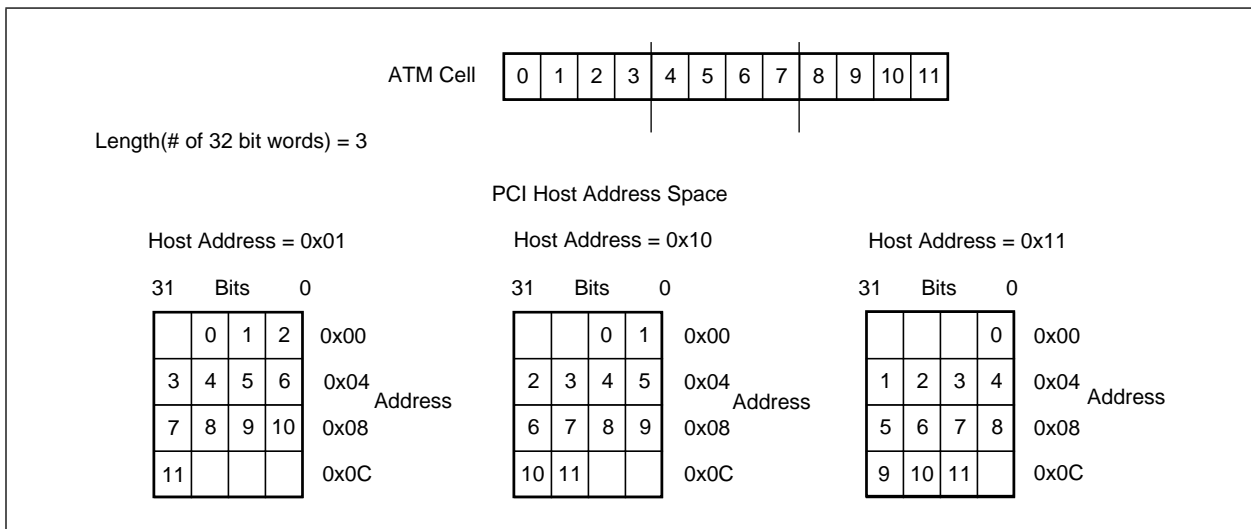 ATM Cell 0 1 2 3 4 5 6 7 8 9 10 11
Length(# of 32 bit words) = 3
PCI Host Address Space
Host Address = 0x01
31 Bits 0
0 1 2 0x00
3 4 5 6 0x04
Address
7 8 9 10 0x08
11 0x0C
Host Address = 0x10
31 Bits 0
0 1 0x00
2 3 4 5 0x04
Address
6 7 8 9 0x08
10 11 0x0C
Host Address = 0x11
31 Bits 0
0 0x00
1 2 3 4 0x04
Address
5 6 7 8 0x08
9 10 11 0x0C